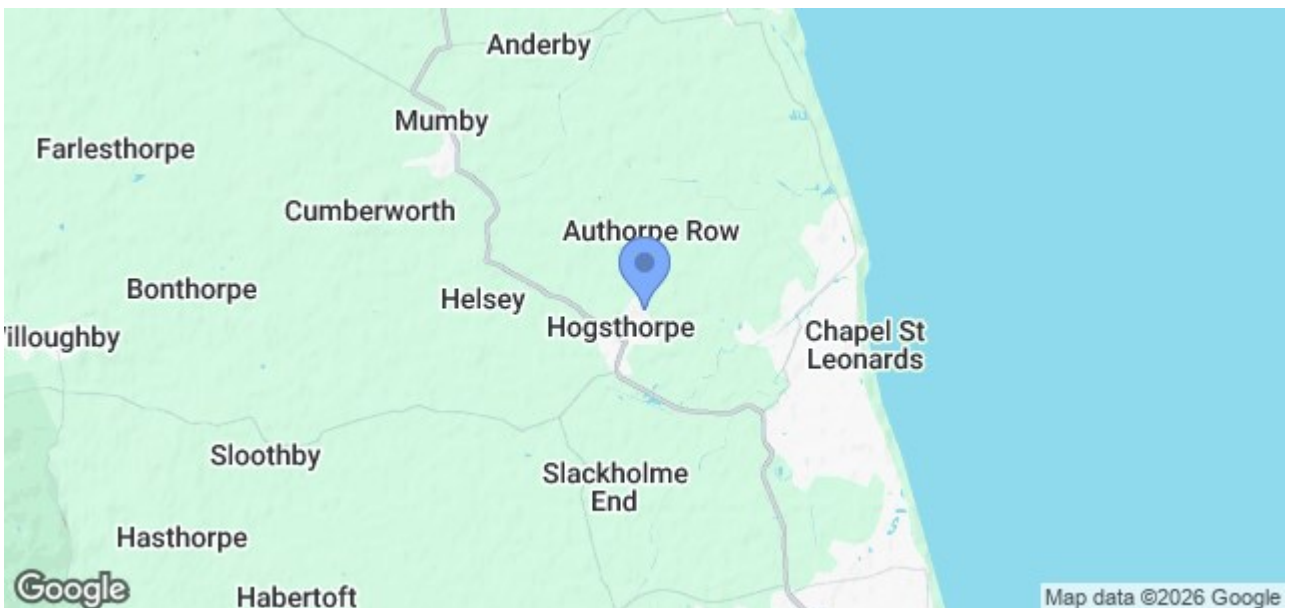 Anderby
Mumby
Farlesthorpe
Cumberworth
Authorpe Row
Bonthorpe
Helsey
Hogsthorpe
Chapel St
Leonards
illoughby
Sloothby
Slackholme
End
Hasthorpe
Habertoft
Google
Map data ©2026 Google